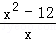 x² − 12
x